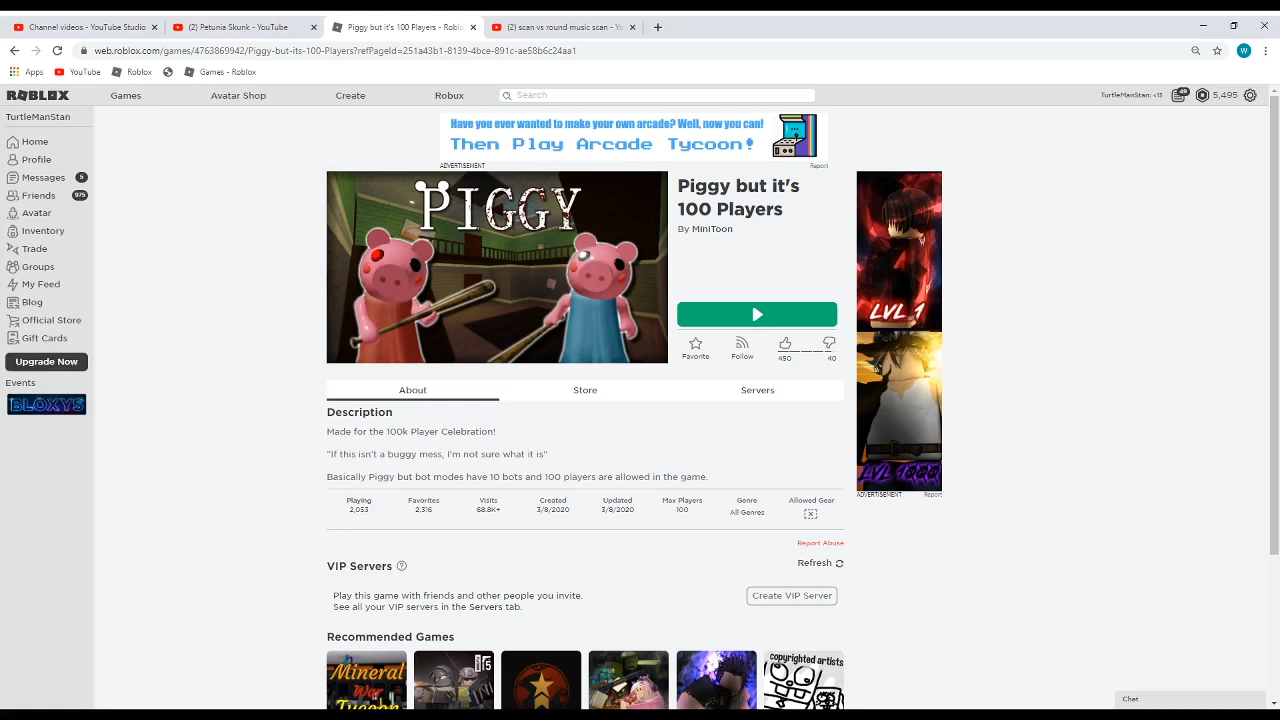 Channel videos - YouTube Studio
(2) Petunia Skunk - YouTube
Piggy but it's 100 Players - Roblo
(2) scan vs round music scan - Yo
web.roblox.com/games/4763869942/Piggy-but-its-100-Players?refPageId=251a43b1-8139-4bce-891c-ae58b6c24aa1
W
Apps
YouTube
Roblox
Games - Roblox
ROBLOX
Games
Avatar Shop
Create
Robux
Search
TurtleManStan: <13
49
5,495
TurtleManStan
Home
Profile
Messages
5
Friends
975
Avatar
Inventory
Trade
Groups
My Feed
Blog
Official Store
Gift Cards
Upgrade Now
Events
BLOXYS
Have you ever wanted to make your own arcade? Well, now you can!
Then Play Arcade Tycoon!
ADVERTISEMENT
Report
PIGGY
Piggy but it's
100 Players
By MiniToon
Favorite
Follow
450
40
LVL 1
ADVERTISEMENT
Report
About
Store
Servers
Description
Made for the 100k Player Celebration!
"If this isn't a buggy mess, I'm not sure what it is"
Basically Piggy but bot modes have 10 bots and 100 players are allowed in the game.
Playing
Favorites
Visits
Created
Updated
Max Players
Genre
Allowed Gear
2,053
2,316
68.8K+
3/8/2020
3/8/2020
100
All Genres
Report Abuse
VIP Servers
Refresh
Play this game with friends and other people you invite.
See all your VIP servers in the Servers tab.
Create VIP Server
Recommended Games
Mineral
War
Tycoon
copyrighted artists
Chat